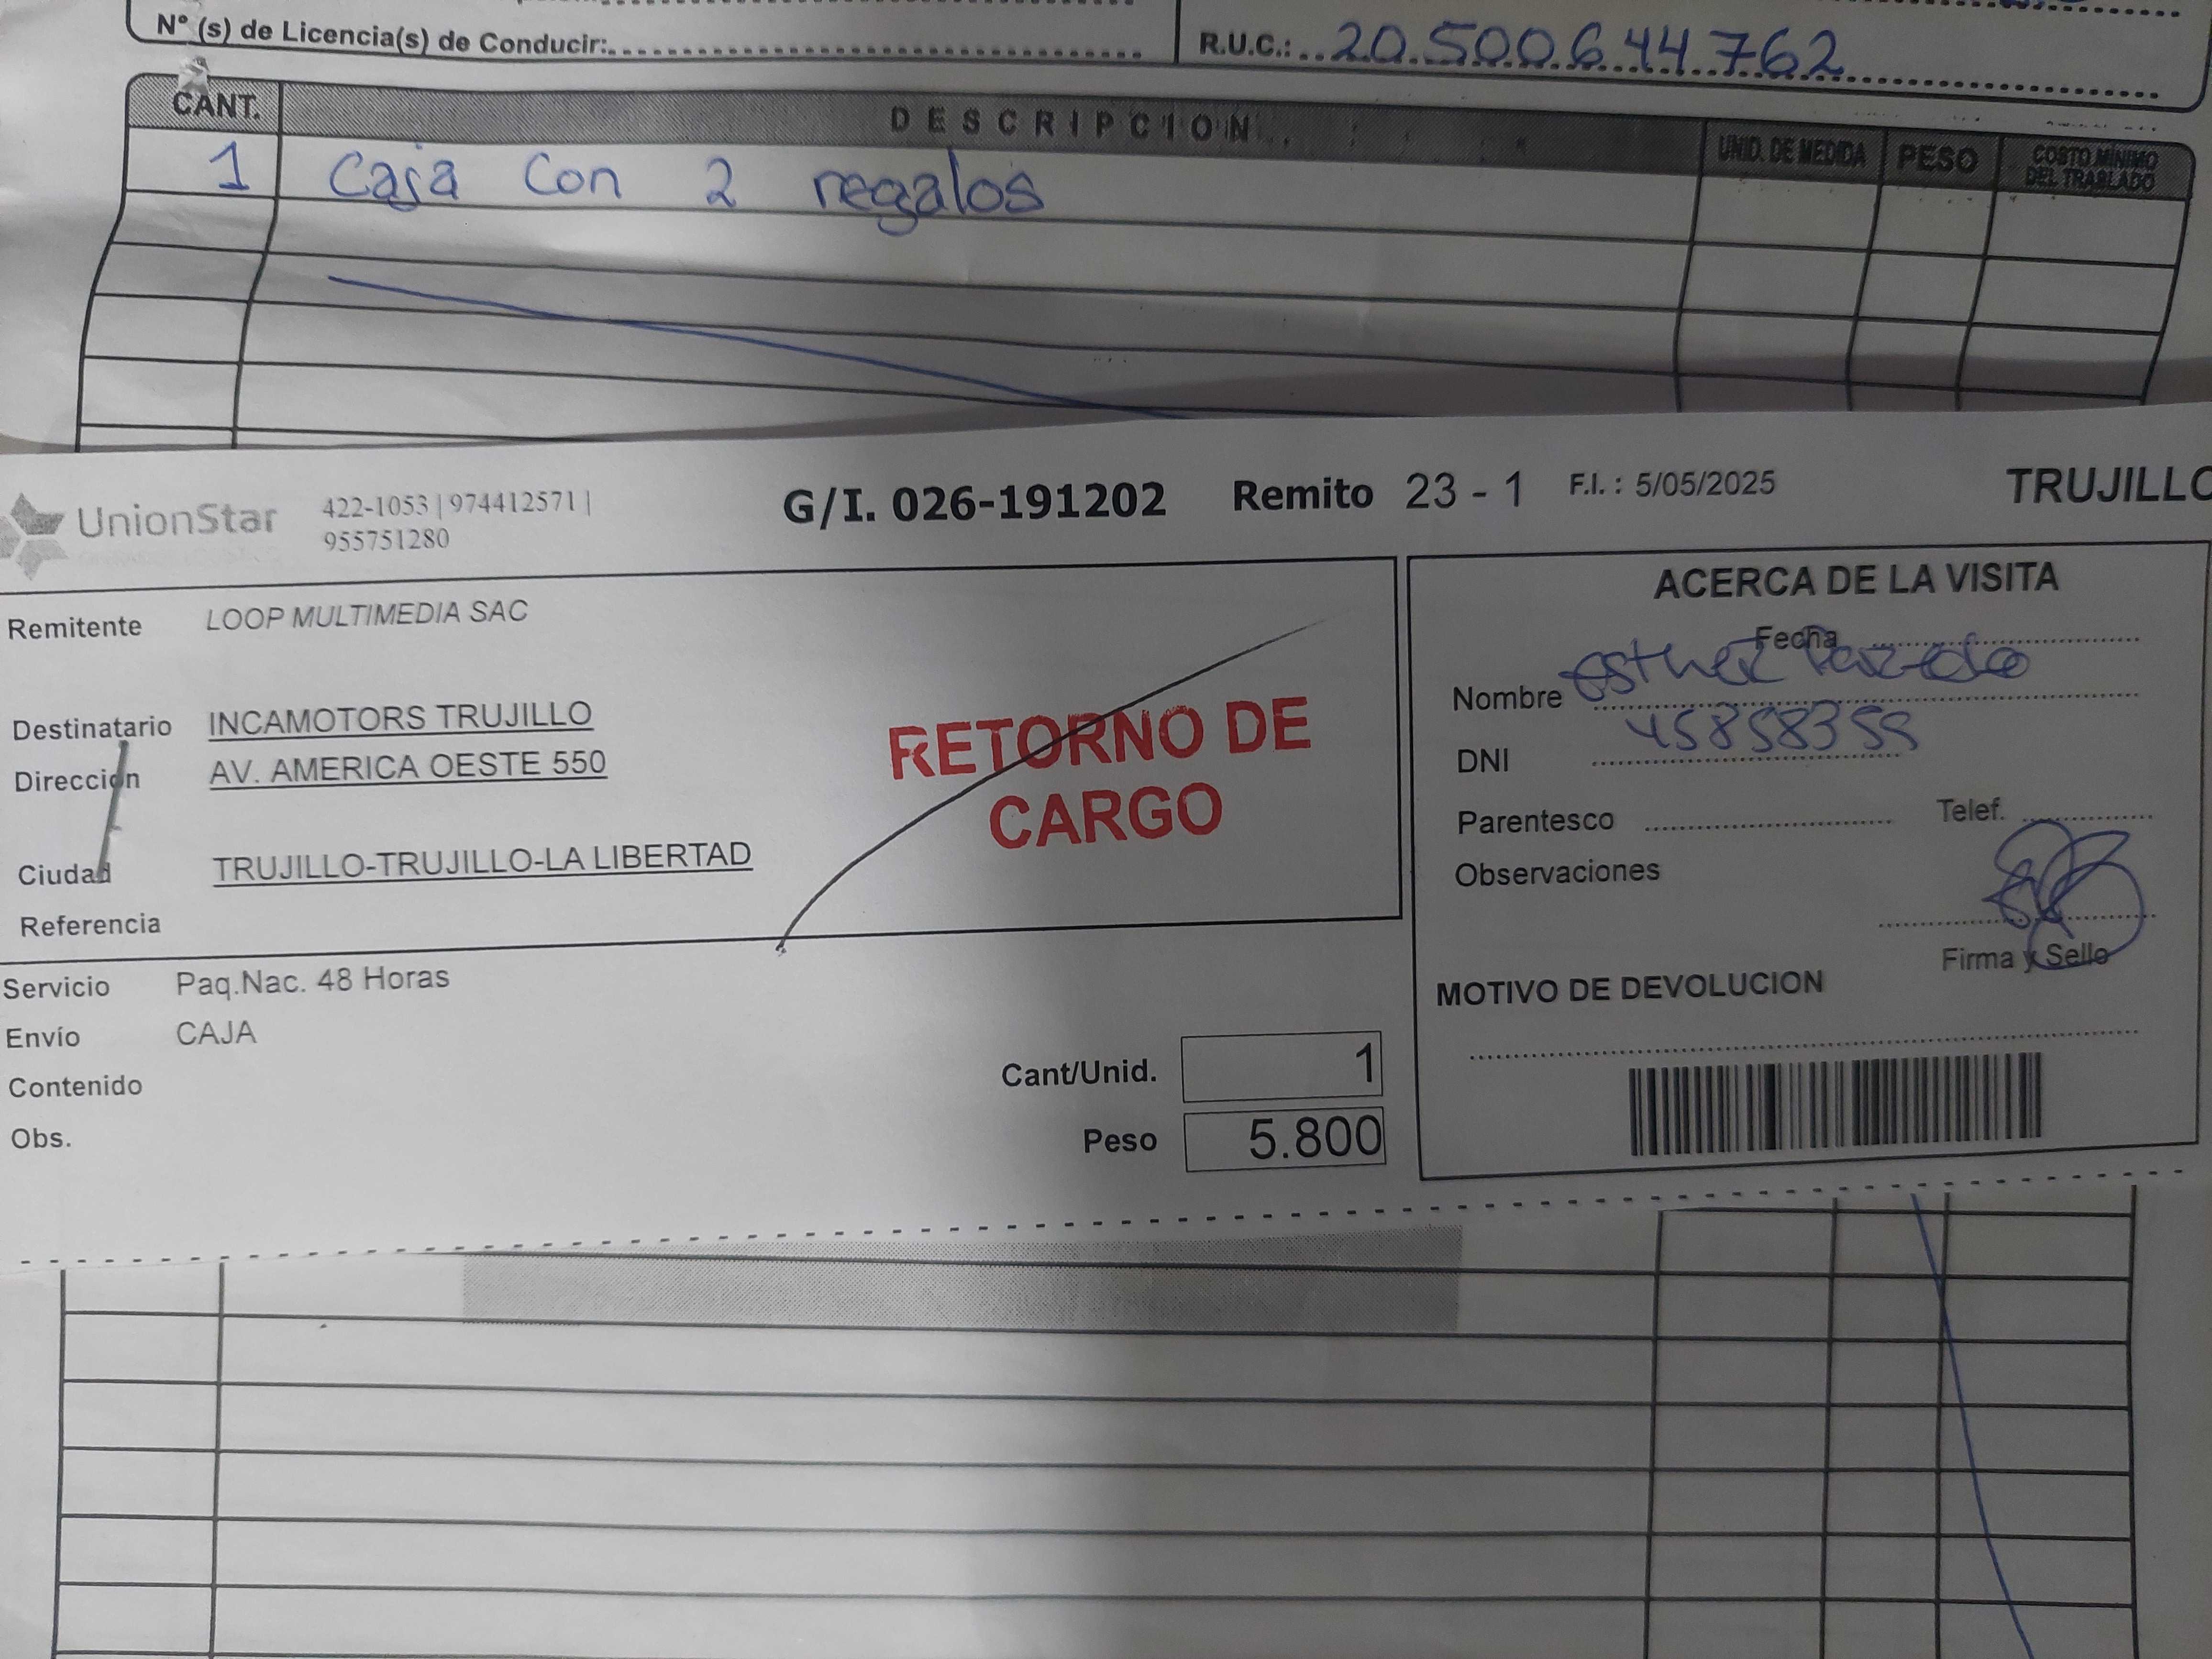 Nº (s) de Licencia(s) de Conducir:
R.U.C.: 20500644762
CANT. DESCRIPCION UNID. DE MEDIDA PESO COSTO MINIMO DEL TRASLADO
1 Caja Con 2 regalos
UnionStar
422-1053 | 974412571 |
955751280
G/I. 026-191202 Remito 23 - 1 F.I. : 5/05/2025 TRUJILLO
Remitente LOOP MULTIMEDIA SAC
Destinatario INCAMOTORS TRUJILLO
Dirección AV. AMERICA OESTE 550
Ciudad TRUJILLO-TRUJILLO-LA LIBERTAD
Referencia
RETORNO DE
CARGO
Servicio Paq.Nac. 48 Horas
Envío CAJA
Contenido
Obs.
Cant/Unid. 1
Peso 5.800
ACERCA DE LA VISITA
Fecha
Nombre Esther
DNI 45858359
Parentesco Telef.
Observaciones
Firma y Sello
MOTIVO DE DEVOLUCION